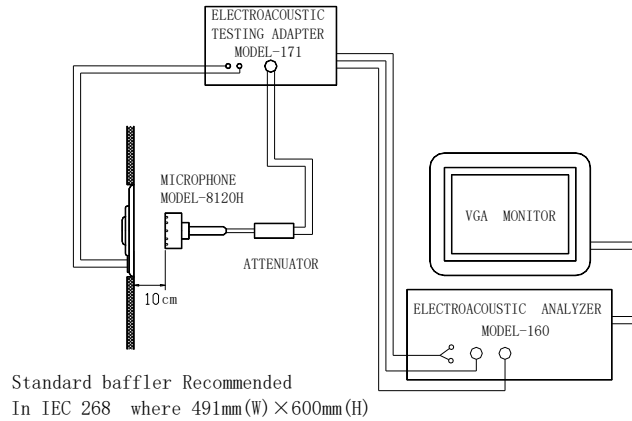 ELECTROACOUSTIC
TESTING ADAPTER
MODEL-171
MICROPHONE
MODEL-8120H
ATTENUATOR
10cm
VGA MONITOR
ELECTROACOUSTIC ANALYZER
MODEL-160
Standard baffler Recommended
In IEC 268 where 491mm(W)×600mm(H)